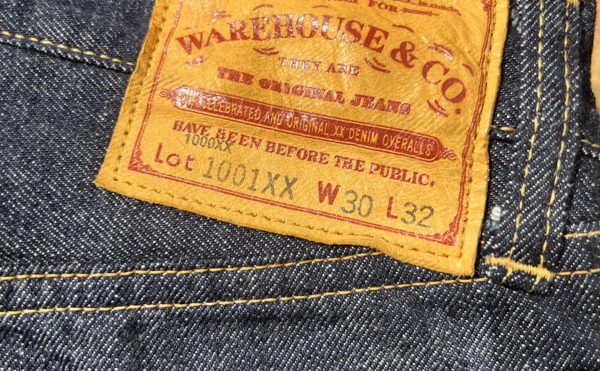 FOR
WAREHOUSE & CO.
THEY ARE
THE ORIGINAL JEANS
CELEBRATED AND ORIGINAL XX DENIM OVERALLS
HAVE BEEN BEFORE THE PUBLIC.
1000XX
Lot 1001XX W30 L32